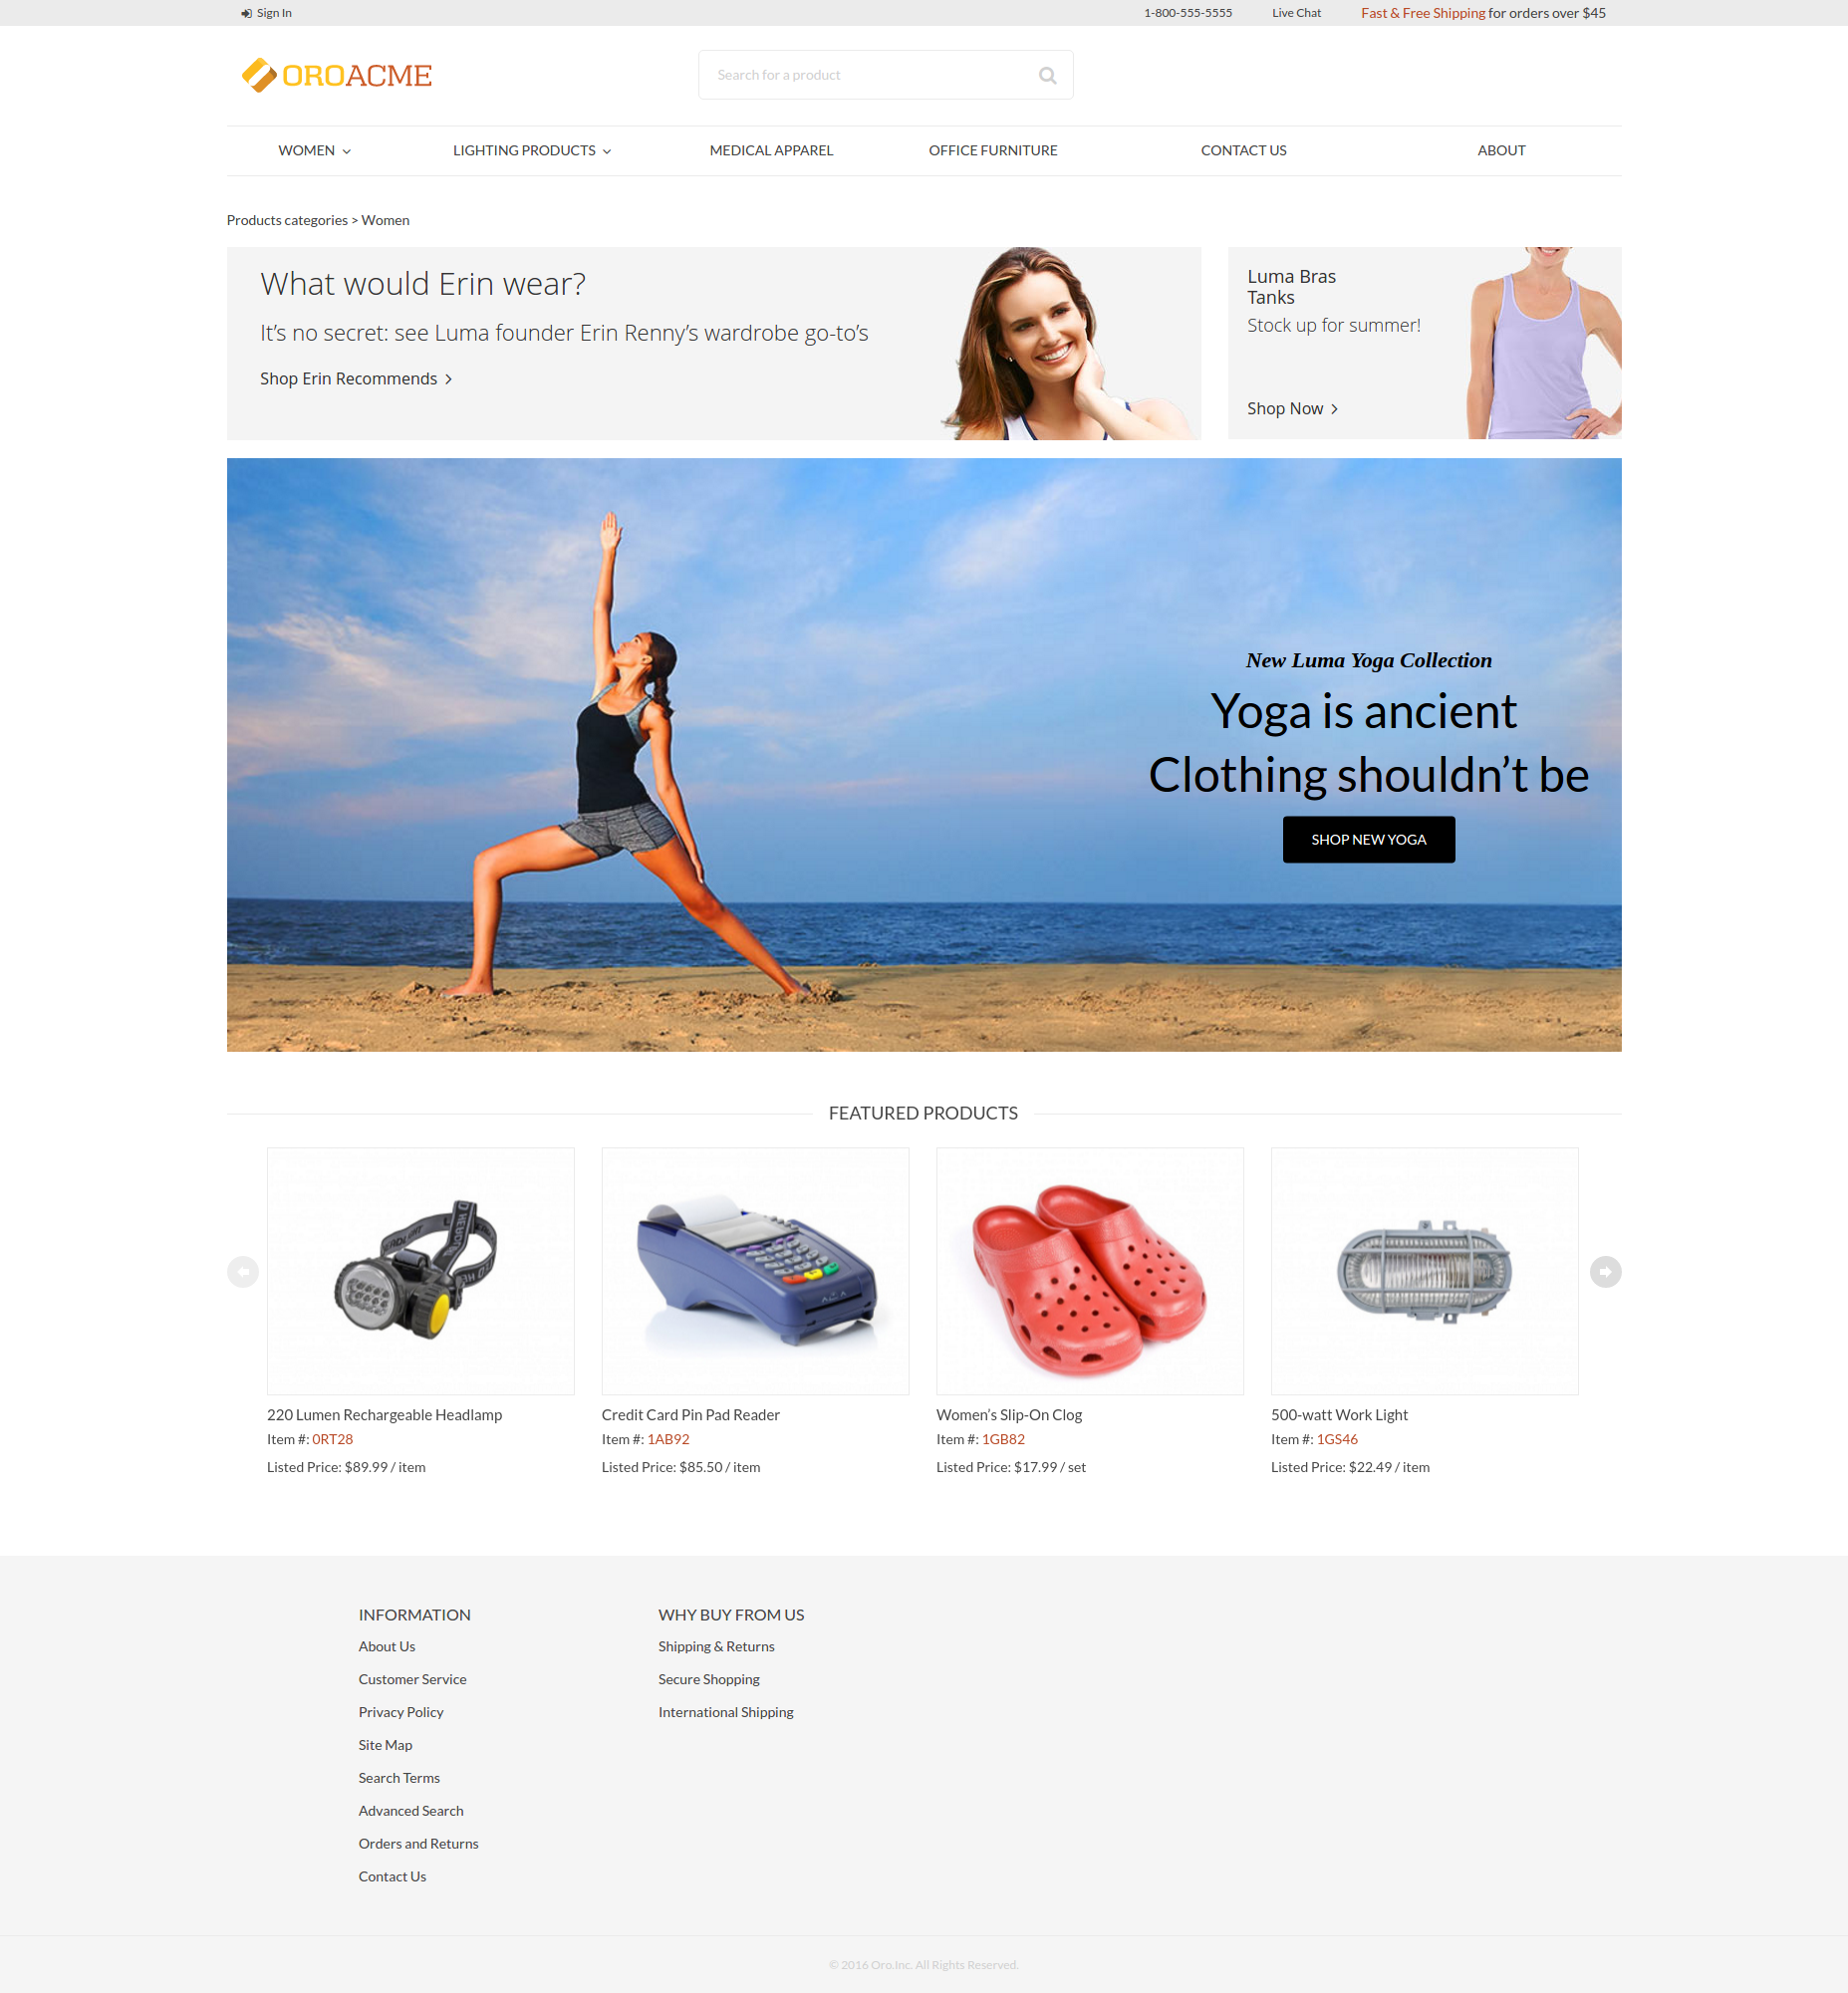 Sign In
1-800-555-5555
Live Chat
Fast & Free Shipping for orders over $45
OROACME
Search for a product
WOMEN
LIGHTING PRODUCTS
MEDICAL APPAREL
OFFICE FURNITURE
CONTACT US
ABOUT
Products categories > Women
What would Erin wear?
It’s no secret: see Luma founder Erin Renny’s wardrobe go-to’s
Shop Erin Recommends >
Luma Bras
Tanks
Stock up for summer!
Shop Now >
New Luma Yoga Collection
Yoga is ancient
Clothing shouldn’t be
SHOP NEW YOGA
FEATURED PRODUCTS
220 Lumen Rechargeable Headlamp
Item #: 0RT28
Listed Price: $89.99 / item
Credit Card Pin Pad Reader
Item #: 1AB92
Listed Price: $85.50 / item
Women’s Slip-On Clog
Item #: 1GB82
Listed Price: $17.99 / set
500-watt Work Light
Item #: 1GS46
Listed Price: $22.49 / item
INFORMATION
About Us
Customer Service
Privacy Policy
Site Map
Search Terms
Advanced Search
Orders and Returns
Contact Us
WHY BUY FROM US
Shipping & Returns
Secure Shopping
International Shipping
© 2016 Oro.Inc. All Rights Reserved.